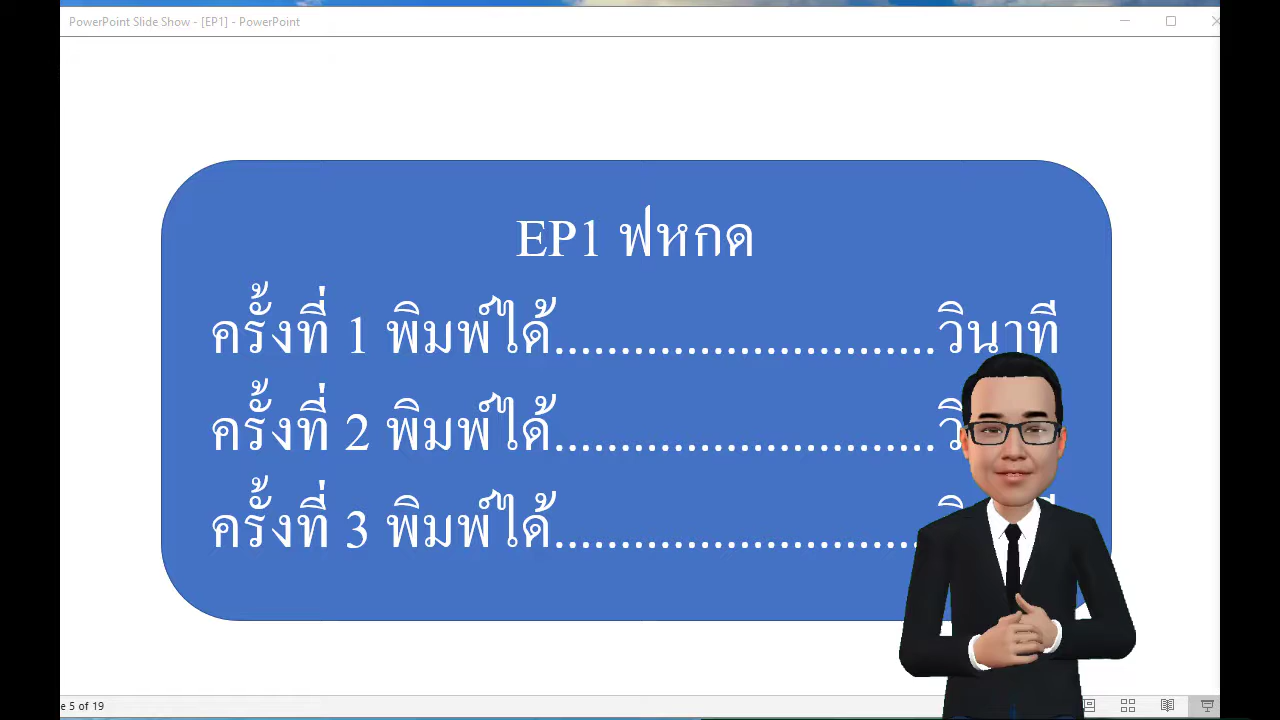 PowerPoint Slide Show - [EP1] - PowerPoint
EP1 ฟหกด
ครั้งที่ 1 พิมพ์ได้.............................วินาที
ครั้งที่ 2 พิมพ์ได้.............................
ครั้งที่ 3 พิมพ์ได้............................
5 of 19